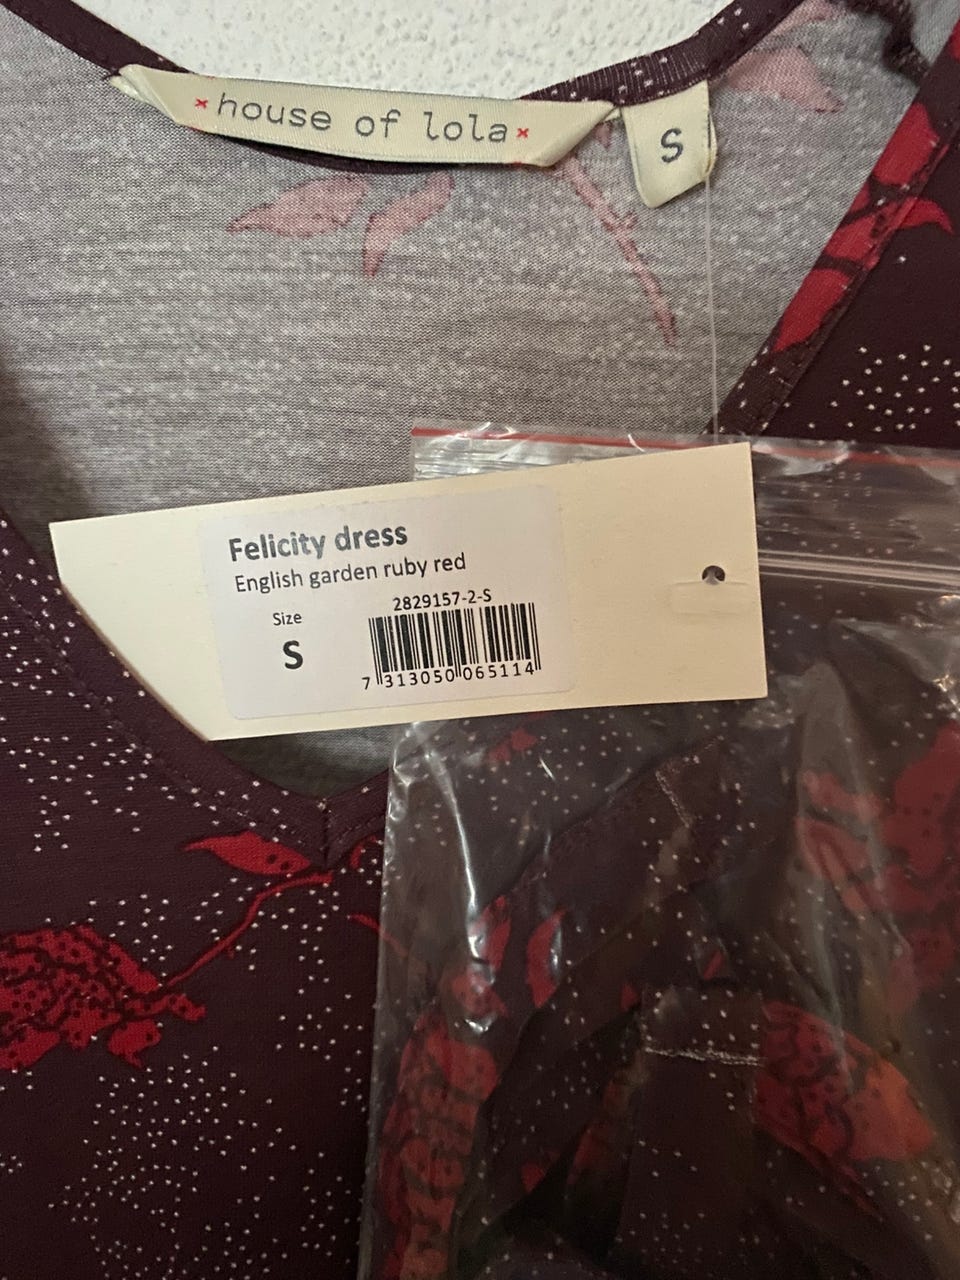 ×house of lola×
S
Felicity dress
English garden ruby red
Size
S
2829157-2-S
7 313050 065114